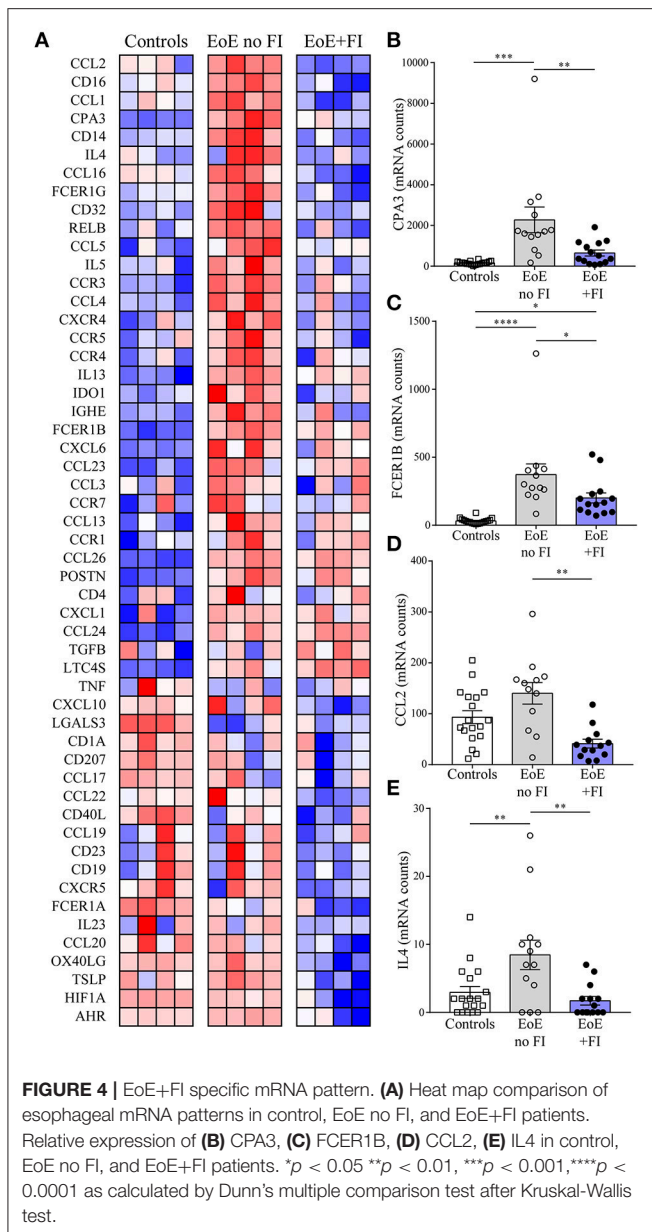 A
Controls EoE no FI EoE+FI
CCL2
CD16
CCL1
CPA3
CD14
IL4
CCL16
FCER1G
CD32
RELB
CCL5
IL5
CCR3
CCL4
CXCR4
CCR5
CCR4
IL13
IDO1
IGHE
FCER1B
CXCL6
CCL23
CCL3
CCR7
CCL13
CCR1
CCL26
POSTN
CD4
CXCL1
CCL24
TGFB
LTC4S
TNF
CXCL10
LGALS3
CD1A
CD207
CCL17
CCL22
CD40L
CCL19
CD23
CD19
CXCR5
FCER1A
IL23
CCL20
OX40LG
TSLP
HIF1A
AHR
B
CPA3 (mRNA counts)
10000
8000
6000
4000
2000
0
*** **
Controls EoE EoE
no FI +FI
C
FCER1B (mRNA counts)
1500
1000
500
0
*
**** *
Controls EoE EoE
no FI +FI
D
CCL2 (mRNA counts)
400
300
200
100
0
**
Controls EoE EoE
no FI +FI
E
IL4 (mRNA counts)
30
20
10
0
** **
Controls EoE EoE
no FI +FI
FIGURE 4 | EoE+FI specific mRNA pattern. (A) Heat map comparison of
esophageal mRNA patterns in control, EoE no FI, and EoE+FI patients.
Relative expression of (B) CPA3, (C) FCER1B, (D) CCL2, (E) IL4 in control,
EoE no FI, and EoE+FI patients. *p < 0.05 **p < 0.01, ***p < 0.001,****p <
0.0001 as calculated by Dunn's multiple comparison test after Kruskal-Wallis
test.